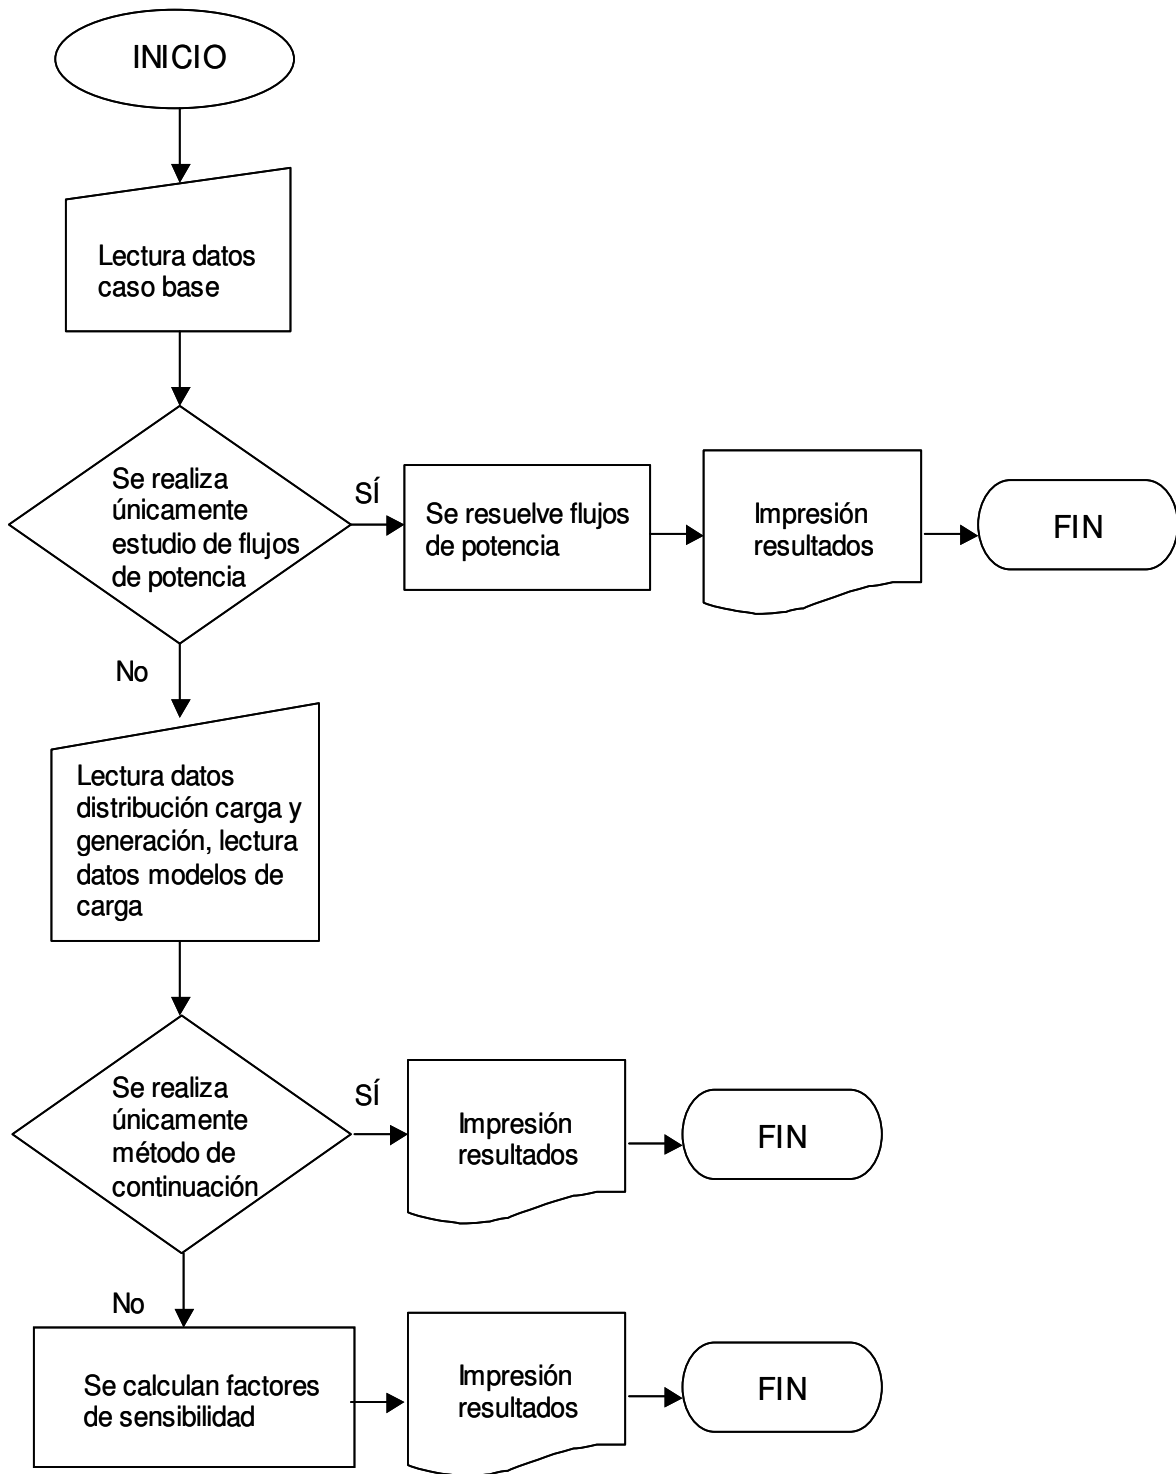 INICIO
Lectura datos
caso base
Se realiza
únicamente
estudio de flujos
de potencia
SÍ
Se resuelve flujos
de potencia
Impresión
resultados
FIN
No
Lectura datos
distribución carga y
generación, lectura
datos modelos de
carga
Se realiza
únicamente
método de
continuación
SÍ
Impresión
resultados
FIN
No
Se calculan factores
de sensibilidad
Impresión
resultados
FIN